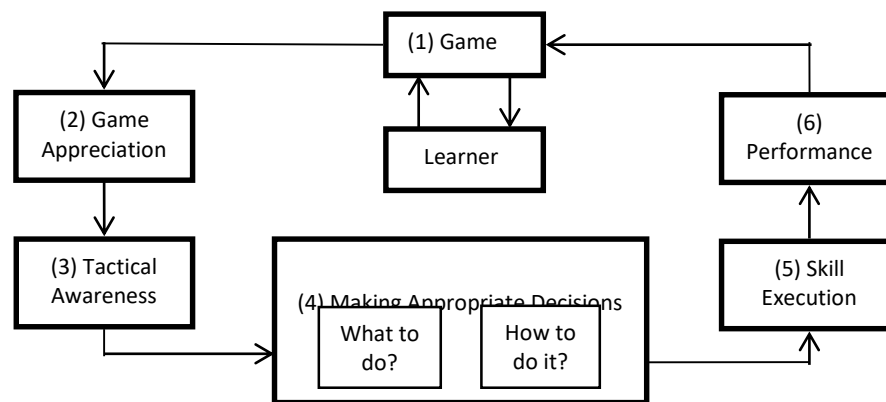 (1) Game
(2) Game
Appreciation
Learner
(6)
Performance
(3) Tactical
Awareness
(4) Making Appropriate Decisions
What to
do?
How to
do it?
(5) Skill
Execution